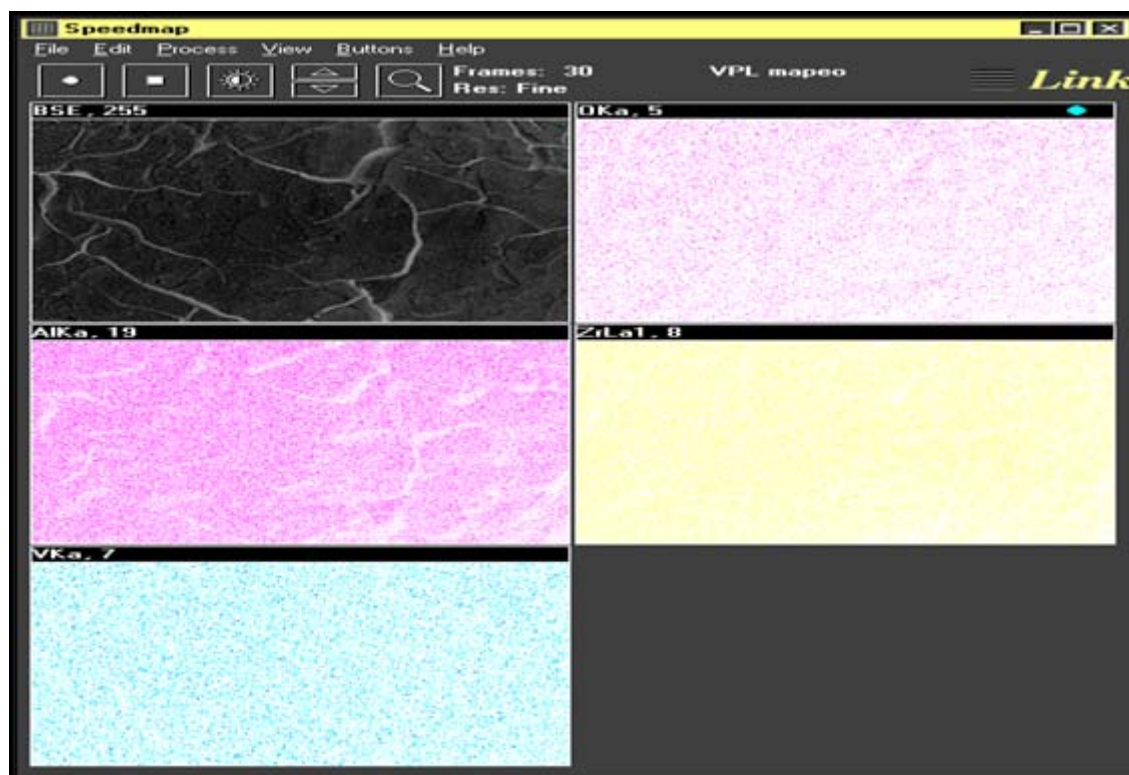 Speedmap
File Edit Process View Buttons Help
Frames: 30 VPL mapeo
Res: Fine
Link
BSE, 255
OKa, 5
AlKa, 19
ZrLa1, 8
VKa, 7